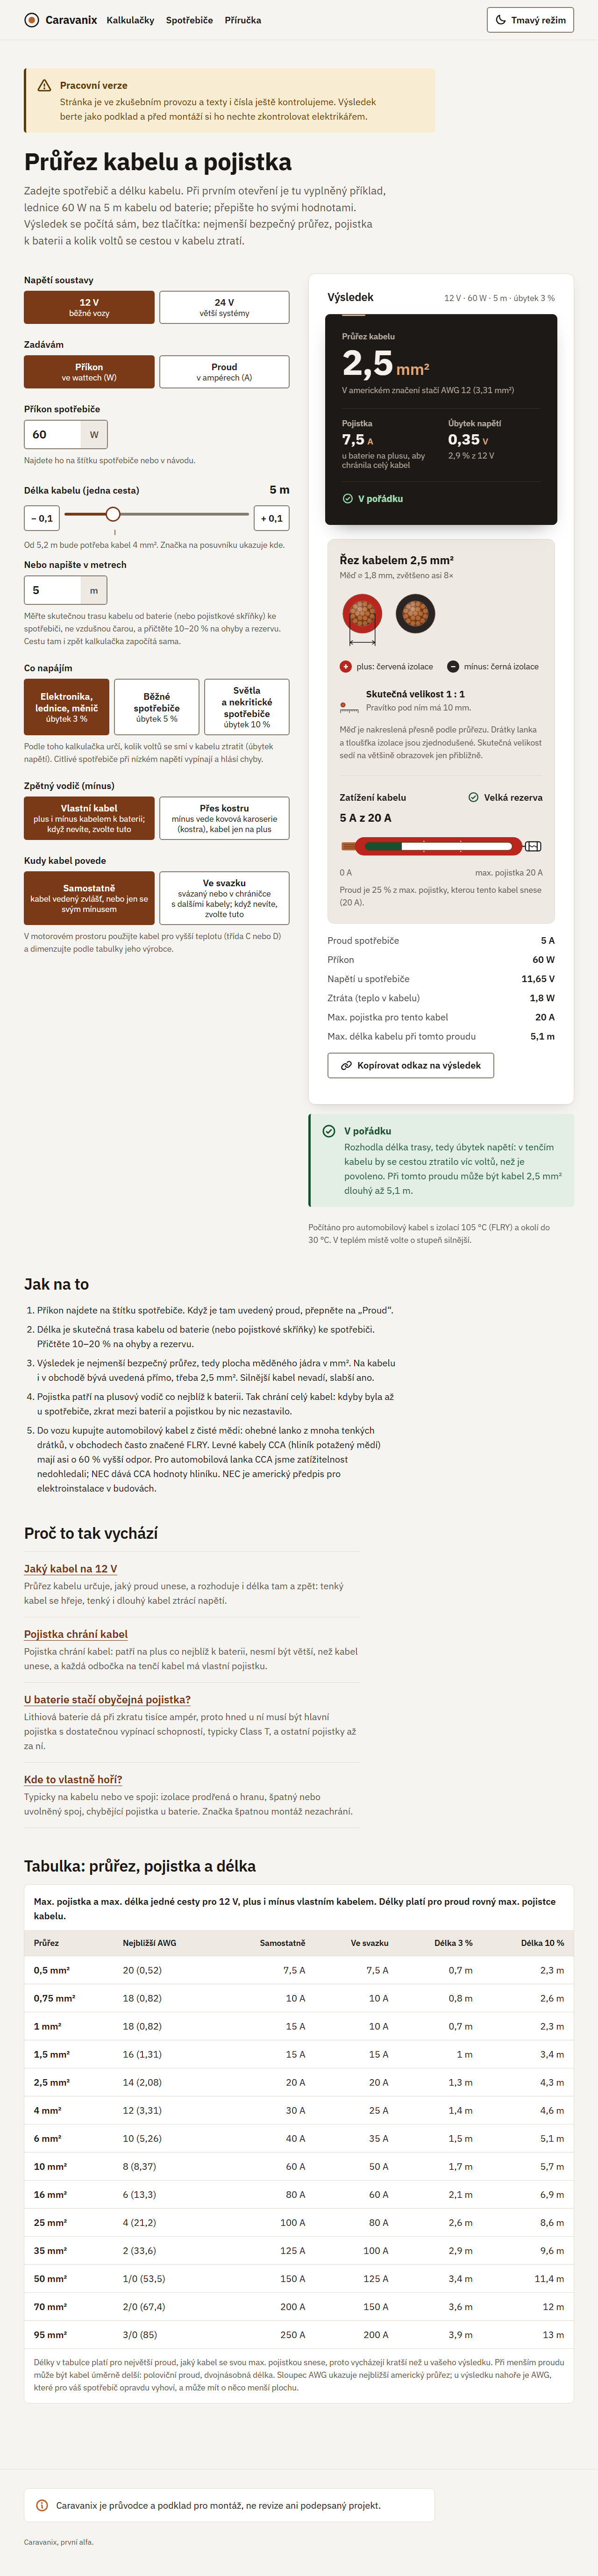 Caravanix
Kalkulačky
Spotřebiče
Příručka
Tmavý režim
Pracovní verze
Stránka je ve zkušebním provozu a texty i čísla ještě kontrolujeme. Výsledek
berte jako podklad a před montáží si ho nechte zkontrolovat elektrikářem.
Průřez kabelu a pojistka
Zadejte spotřebič a délku kabelu. Při prvním otevření je tu vyplněný příklad,
lednice 60 W na 5 m kabelu od baterie; přepište ho svými hodnotami.
Výsledek se počítá sám, bez tlačítka: nejmenší bezpečný průřez, pojistka
k baterii a kolik voltů se cestou v kabelu ztratí.
Napětí soustavy
12 V
běžné vozy
24 V
větší systémy
Zadávám
Příkon
ve wattech (W)
Proud
v ampérech (A)
Příkon spotřebiče
60
W
Najdete ho na štítku spotřebiče nebo v návodu.
Délka kabelu (jedna cesta)
5 m
− 0,1
+ 0,1
Od 5,2 m bude potřeba kabel 4 mm². Značka na posuvníku ukazuje kde.
Nebo napište v metrech
5
m
Měřte skutečnou trasu kabelu od baterie (nebo pojistkové skříňky) ke
spotřebiči, ne vzdušnou čarou, a přičtěte 10–20 % na ohyby a rezervu.
Cestu tam i zpět kalkulačka započítá sama.
Co napájím
Elektronika,
lednice, měnič
úbytek 3 %
Běžné
spotřebiče
úbytek 5 %
Světla
a nekritické
spotřebiče
úbytek 10 %
Podle toho kalkulačka určí, kolik voltů se smí v kabelu ztratit (úbytek
napětí). Citlivé spotřebiče při nízkém napětí vypínají a hlásí chyby.
Zpětný vodič (mínus)
Vlastní kabel
plus i mínus kabelem k baterii;
když nevíte, zvolte tuto
Přes kostru
mínus vede kovová karoserie
(kostra), kabel jen na plus
Kudy kabel povede
Samostatně
kabel vedený zvlášť, nebo jen se
svým mínusem
Ve svazku
svázaný nebo v chráničce
s dalšími kabely; když nevíte,
zvolte tuto
V motorovém prostoru použijte kabel pro vyšší teplotu (třída C nebo D)
a dimenzujte podle tabulky jeho výrobce.
Výsledek
12 V · 60 W · 5 m · úbytek 3 %
Průřez kabelu
2,5 mm²
V americkém značení stačí AWG 12 (3,31 mm²)
Pojistka
7,5 A
u baterie na plusu, aby
chránila celý kabel
Úbytek napětí
0,35 V
2,9 % z 12 V
V pořádku
Řez kabelem 2,5 mm²
Měď ⌀ 1,8 mm, zvětšeno asi 8×
+ plus: červená izolace
− mínus: černá izolace
Skutečná velikost 1 : 1
Pravítko pod ním má 10 mm.
Měď je nakreslená přesně podle průřezu. Drátky lanka
a tloušťka izolace jsou zjednodušené. Skutečná velikost
sedí na většině obrazovek jen přibližně.
Zatížení kabelu
Velká rezerva
5 A z 20 A
0 A
max. pojistka 20 A
Proud je 25 % z max. pojistky, kterou tento kabel snese
(20 A).
Proud spotřebiče
5 A
Příkon
60 W
Napětí u spotřebiče
11,65 V
Ztráta (teplo v kabelu)
1,8 W
Max. pojistka pro tento kabel
20 A
Max. délka kabelu při tomto proudu
5,1 m
Kopírovat odkaz na výsledek
V pořádku
Rozhodla délka trasy, tedy úbytek napětí: v tenčím
kabelu by se cestou ztratilo víc voltů, než je
povoleno. Při tomto proudu může být kabel 2,5 mm²
dlouhý až 5,1 m.
Počítáno pro automobilový kabel s izolací 105 °C (FLRY) a okolí do
30 °C. V teplém místě volte o stupeň silnější.
Jak na to
1. Příkon najdete na štítku spotřebiče. Když je tam uvedený proud, přepněte na „Proud“.
2. Délka je skutečná trasa kabelu od baterie (nebo pojistkové skříňky) ke spotřebiči.
Přičtěte 10–20 % na ohyby a rezervu.
3. Výsledek je nejmenší bezpečný průřez, tedy plocha měděného jádra v mm². Na kabelu
i v obchodě bývá uvedená přímo, třeba 2,5 mm². Silnější kabel nevadí, slabší ano.
4. Pojistka patří na plusový vodič co nejblíž k baterii. Tak chrání celý kabel: kdyby byla až
u spotřebiče, zkrat mezi baterií a pojistkou by nic nezastavilo.
5. Do vozu kupujte automobilový kabel z čisté mědi: ohebné lanko z mnoha tenkých
drátků, v obchodech často značené FLRY. Levné kabely CCA (hliník potažený mědí)
mají asi o 60 % vyšší odpor. Pro automobilová lanka CCA jsme zatížitelnost
nedohledali; NEC dává CCA hodnoty hliníku. NEC je americký předpis pro
elektroinstalace v budovách.
Proč to tak vychází
Jaký kabel na 12 V
Průřez kabelu určuje, jaký proud unese, a rozhoduje i délka tam a zpět: tenký
kabel se hřeje, tenký i dlouhý kabel ztrácí napětí.
Pojistka chrání kabel
Pojistka chrání kabel: patří na plus co nejblíž k baterii, nesmí být větší, než kabel
unese, a každá odbočka na tenčí kabel má vlastní pojistku.
U baterie stačí obyčejná pojistka?
Lithiová baterie dá při zkratu tisíce ampér, proto hned u ní musí být hlavní
pojistka s dostatečnou vypínací schopností, typicky Class T, a ostatní pojistky až
za ní.
Kde to vlastně hoří?
Typicky na kabelu nebo ve spoji: izolace prodřená o hranu, špatný nebo
uvolněný spoj, chybějící pojistka u baterie. Značka špatnou montáž nezachrání.
Tabulka: průřez, pojistka a délka
Max. pojistka a max. délka jedné cesty pro 12 V, plus i mínus vlastním kabelem. Délky platí pro proud rovný max. pojistce
kabelu.
Průřez Nejbližší AWG Samostatně Ve svazku Délka 3 % Délka 10 %
0,5 mm² 20 (0,52) 7,5 A 7,5 A 0,7 m 2,3 m
0,75 mm² 18 (0,82) 10 A 10 A 0,8 m 2,6 m
1 mm² 18 (0,82) 15 A 10 A 0,7 m 2,3 m
1,5 mm² 16 (1,31) 15 A 15 A 1 m 3,4 m
2,5 mm² 14 (2,08) 20 A 20 A 1,3 m 4,3 m
4 mm² 12 (3,31) 30 A 25 A 1,4 m 4,6 m
6 mm² 10 (5,26) 40 A 35 A 1,5 m 5,1 m
10 mm² 8 (8,37) 60 A 50 A 1,7 m 5,7 m
16 mm² 6 (13,3) 80 A 60 A 2,1 m 6,9 m
25 mm² 4 (21,2) 100 A 80 A 2,6 m 8,6 m
35 mm² 2 (33,6) 125 A 100 A 2,9 m 9,6 m
50 mm² 1/0 (53,5) 150 A 125 A 3,4 m 11,4 m
70 mm² 2/0 (67,4) 200 A 150 A 3,6 m 12 m
95 mm² 3/0 (85) 250 A 200 A 3,9 m 13 m
Délky v tabulce platí pro největší proud, jaký kabel se svou max. pojistkou snese, proto vycházejí kratší než u vašeho výsledku. Při menším proudu
může být kabel úměrně delší: poloviční proud, dvojnásobná délka. Sloupec AWG ukazuje nejbližší americký průřez; u výsledku nahoře je AWG,
které pro váš spotřebič opravdu vyhoví, a může mít o něco menší plochu.
Caravanix je průvodce a podklad pro montáž, ne revize ani podepsaný projekt.
Caravanix, první alfa.